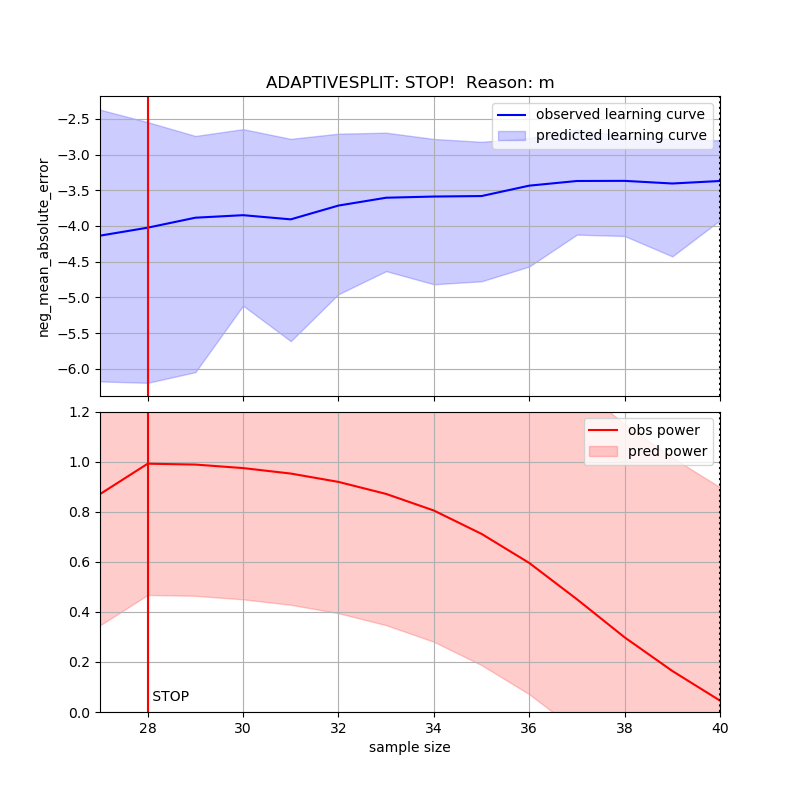 ADAPTIVESPLIT: STOP!  Reason: m
observed learning curve
predicted learning curve
neg_mean_absolute_error
−2.5
−3.0
−3.5
−4.0
−4.5
−5.0
−5.5
−6.0
obs power
pred power
1.2
1.0
0.8
0.6
0.4
0.2
0.0
STOP
28 30 32 34 36 38 40
sample size